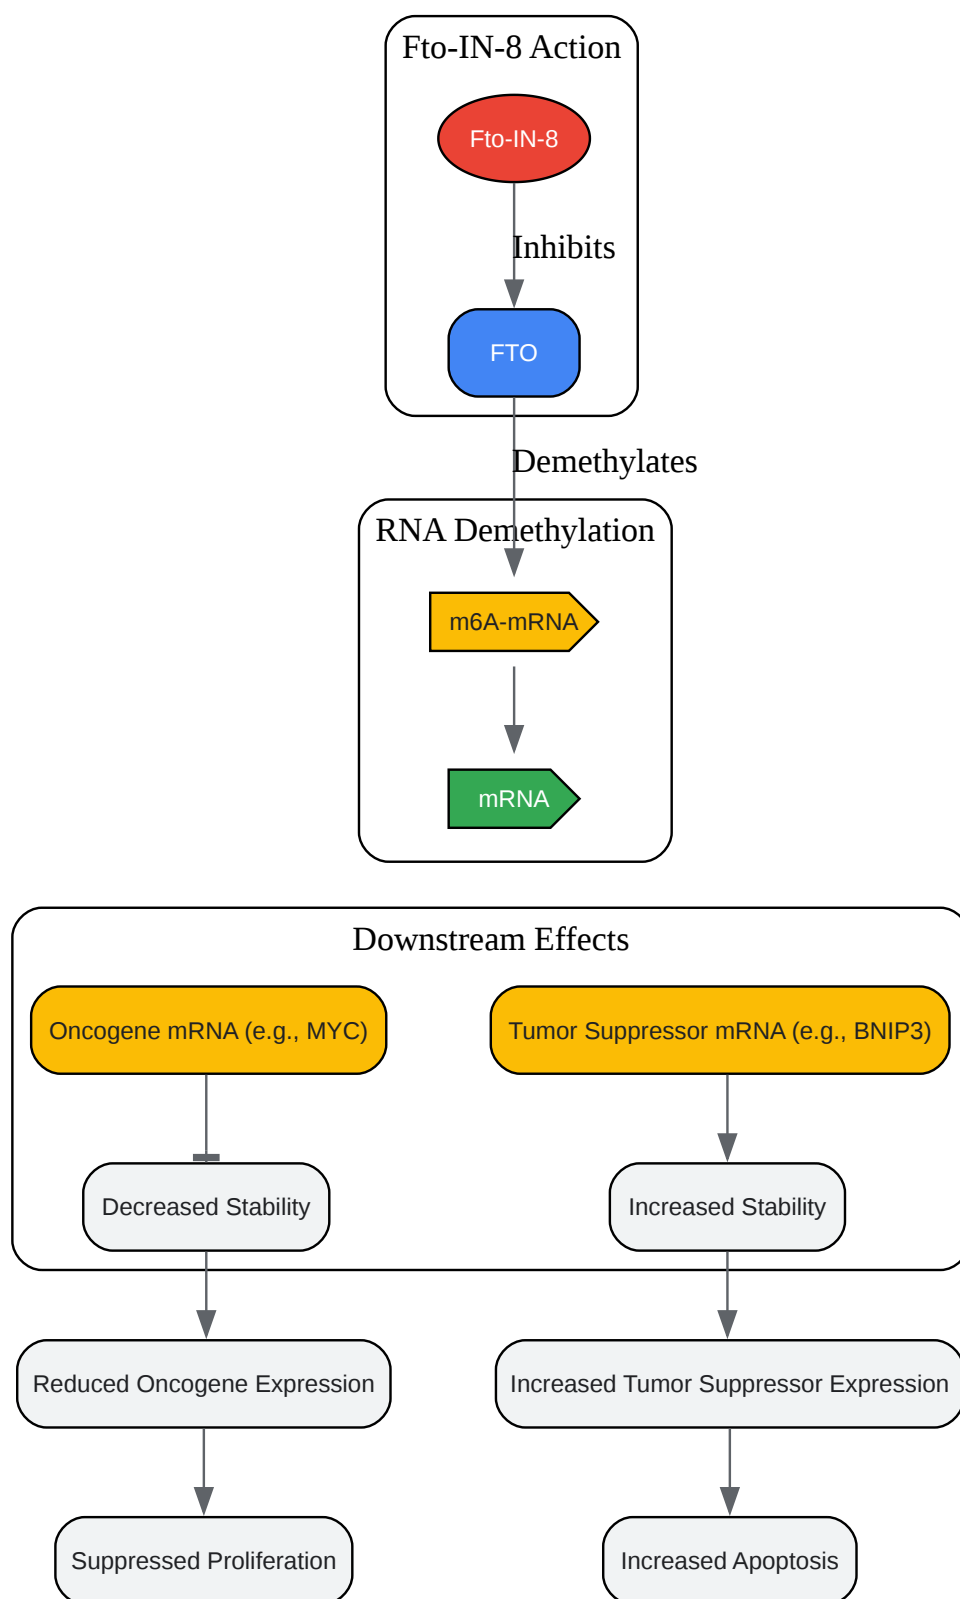 Fto-IN-8 Action
Fto-IN-8
Inhibits
FTO
Demethylates
RNA Demethylation
m6A-mRNA
mRNA
Downstream Effects
Oncogene mRNA (e.g., MYC)
Tumor Suppressor mRNA (e.g., BNIP3)
Decreased Stability
Increased Stability
Reduced Oncogene Expression
Increased Tumor Suppressor Expression
Suppressed Proliferation
Increased Apoptosis